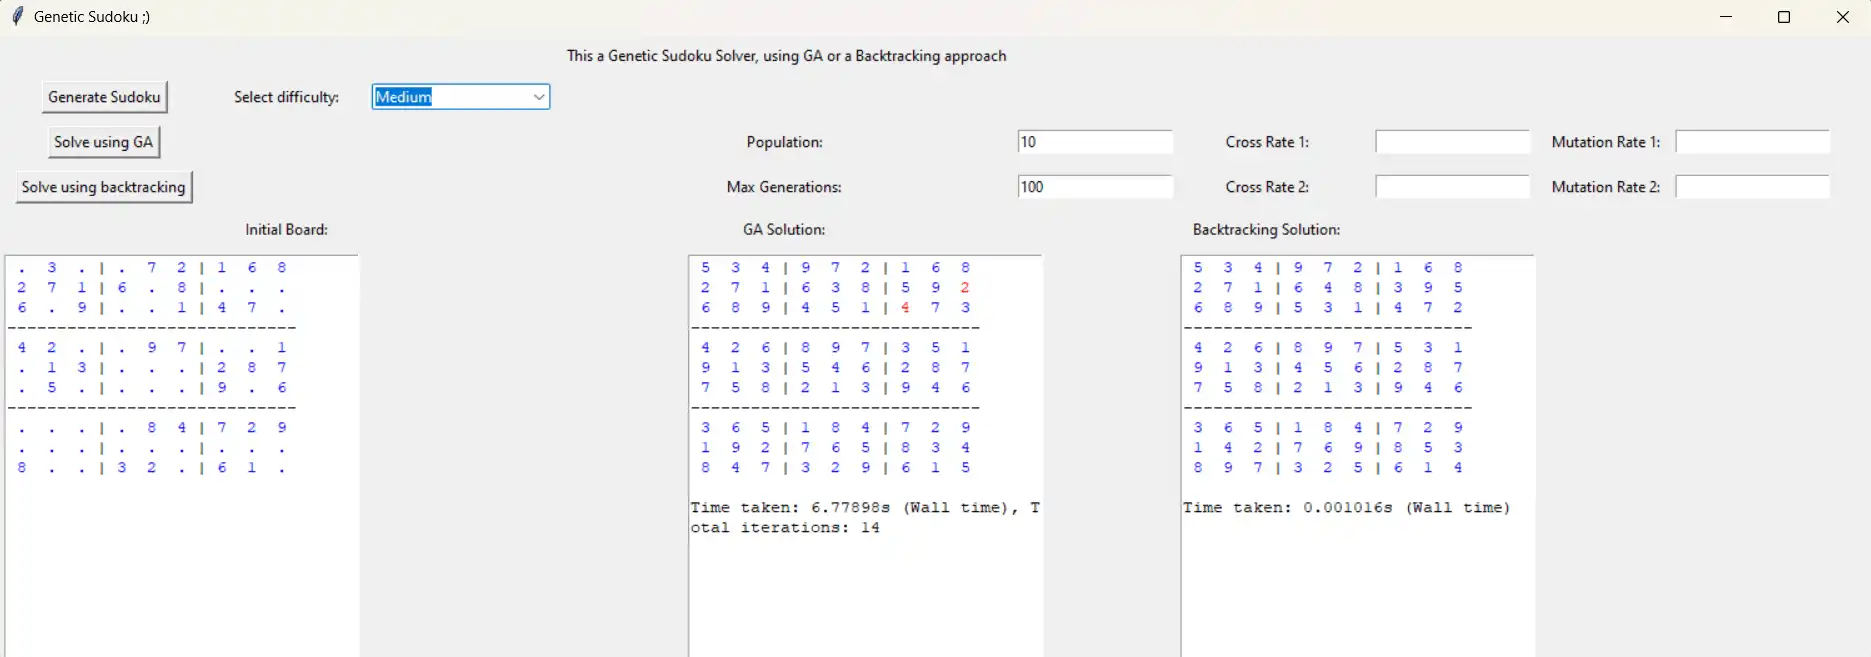 Genetic Sudoku ;)
This a Genetic Sudoku Solver, using GA or a Backtracking approach
Generate Sudoku Select difficulty: Medium
Solve using GA Population: 10 Cross Rate 1: Mutation Rate 1:
Solve using backtracking Max Generations: 100 Cross Rate 2: Mutation Rate 2:
Initial Board: GA Solution: Backtracking Solution:
. 3 . | . 7 2 | 1 6 8
2 7 1 | 6 . 8 | . . .
6 . 9 | . . 1 | 4 7 .
-----------------------------
4 2 . | . 9 7 | . . 1
. 1 3 | . . . | 2 8 7
. 5 . | . . . | 9 . 6
-----------------------------
. . . | . 8 4 | 7 2 9
. . . | . . . | . . .
8 . . | 3 2 . | 6 1 .
5 3 4 | 9 7 2 | 1 6 8
2 7 1 | 6 3 8 | 5 9 2
6 8 9 | 4 5 1 | 4 7 3
-----------------------------
4 2 6 | 8 9 7 | 3 5 1
9 1 3 | 5 4 6 | 2 8 7
7 5 8 | 2 1 3 | 9 4 6
-----------------------------
3 6 5 | 1 8 4 | 7 2 9
1 9 2 | 7 6 5 | 8 3 4
8 4 7 | 3 2 9 | 6 1 5
Time taken: 6.77898s (Wall time), T
otal iterations: 14
5 3 4 | 9 7 2 | 1 6 8
2 7 1 | 6 4 8 | 3 9 5
6 8 9 | 5 3 1 | 4 7 2
-----------------------------
4 2 6 | 8 9 7 | 5 3 1
9 1 3 | 4 5 6 | 2 8 7
7 5 8 | 2 1 3 | 9 4 6
-----------------------------
3 6 5 | 1 8 4 | 7 2 9
1 4 2 | 7 6 9 | 8 5 3
8 9 7 | 3 2 5 | 6 1 4
Time taken: 0.001016s (Wall time)